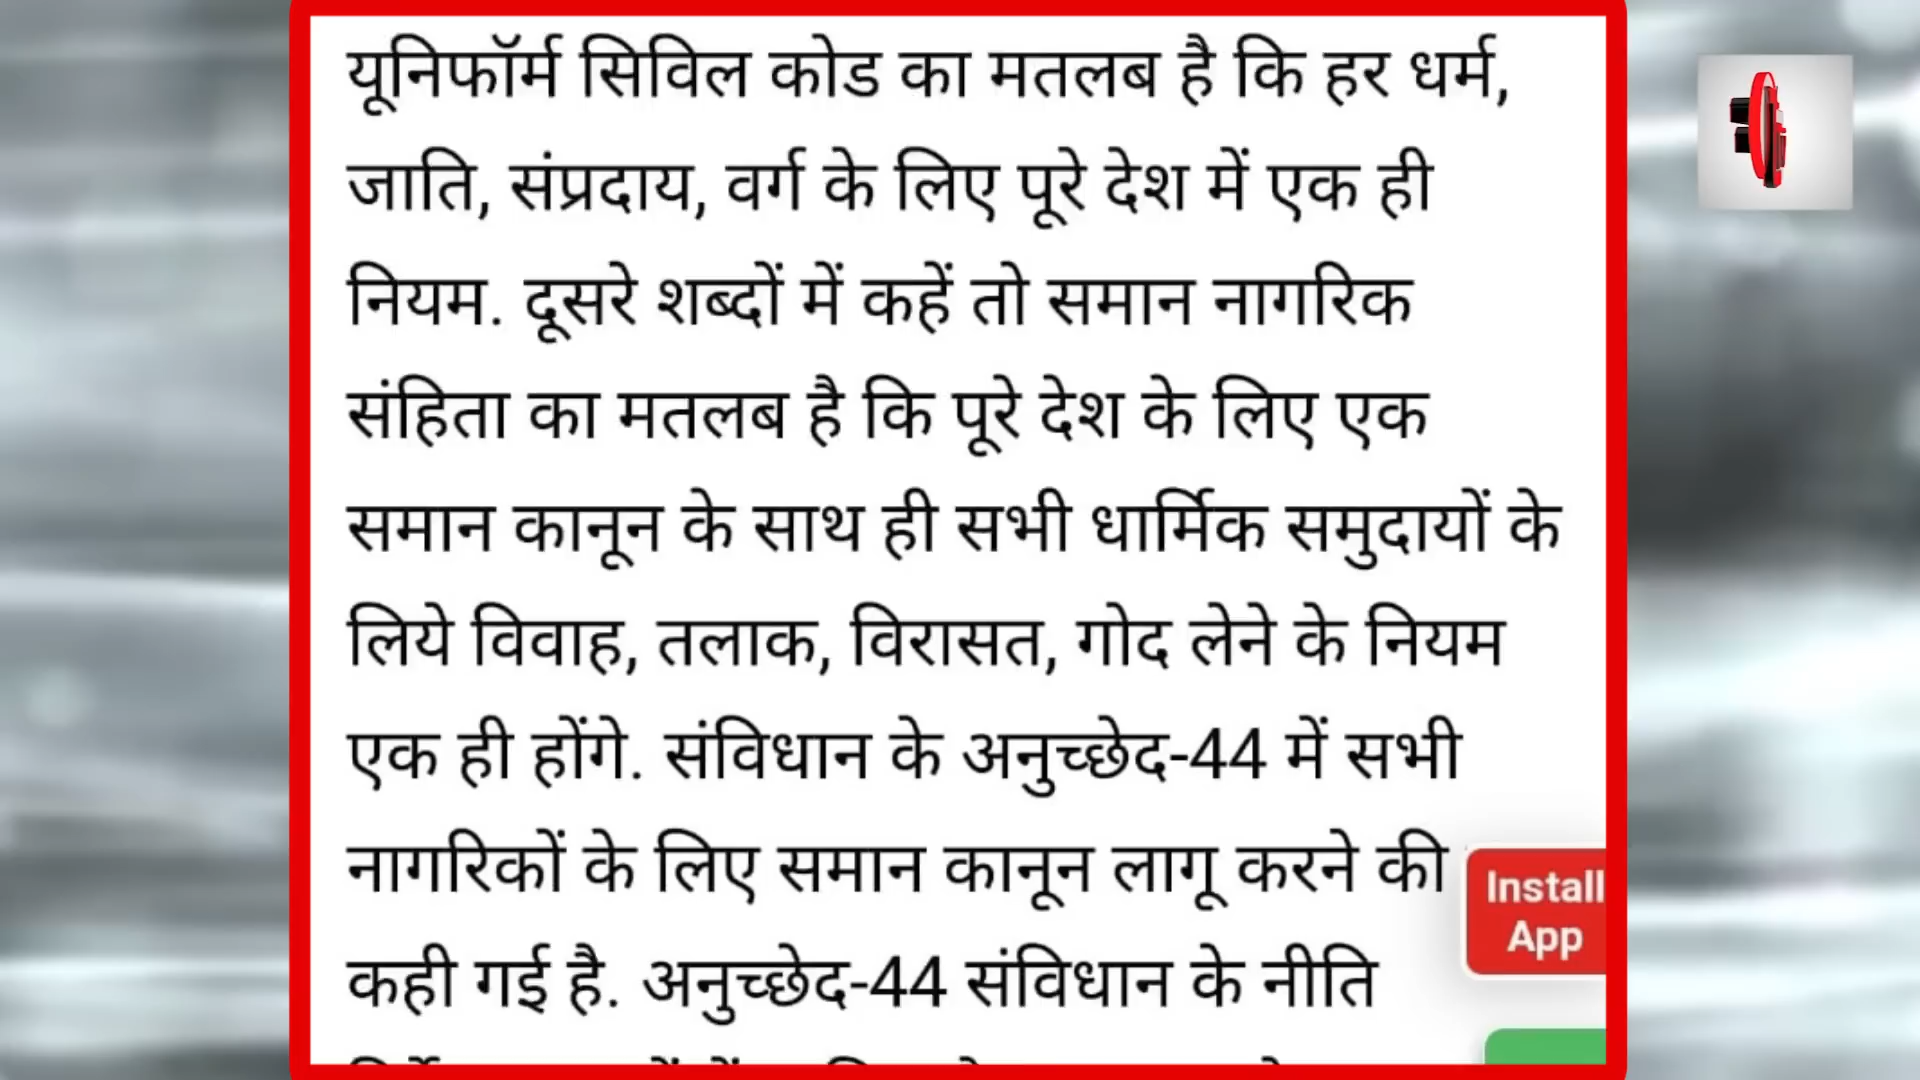 यूनिफॉर्म सिविल कोड का मतलब है कि हर धर्म,
जाति, संप्रदाय, वर्ग के लिए पूरे देश में एक ही
नियम. दूसरे शब्दों में कहें तो समान नागरिक
संहिता का मतलब है कि पूरे देश के लिए एक
समान कानून के साथ ही सभी धार्मिक समुदायों के
लिये विवाह, तलाक, विरासत, गोद लेने के नियम
एक ही होंगे. संविधान के अनुच्छेद-44 में सभी
नागरिकों के लिए समान कानून लागू करने की
कही गई है. अनुच्छेद-44 संविधान के नीति
Install
App